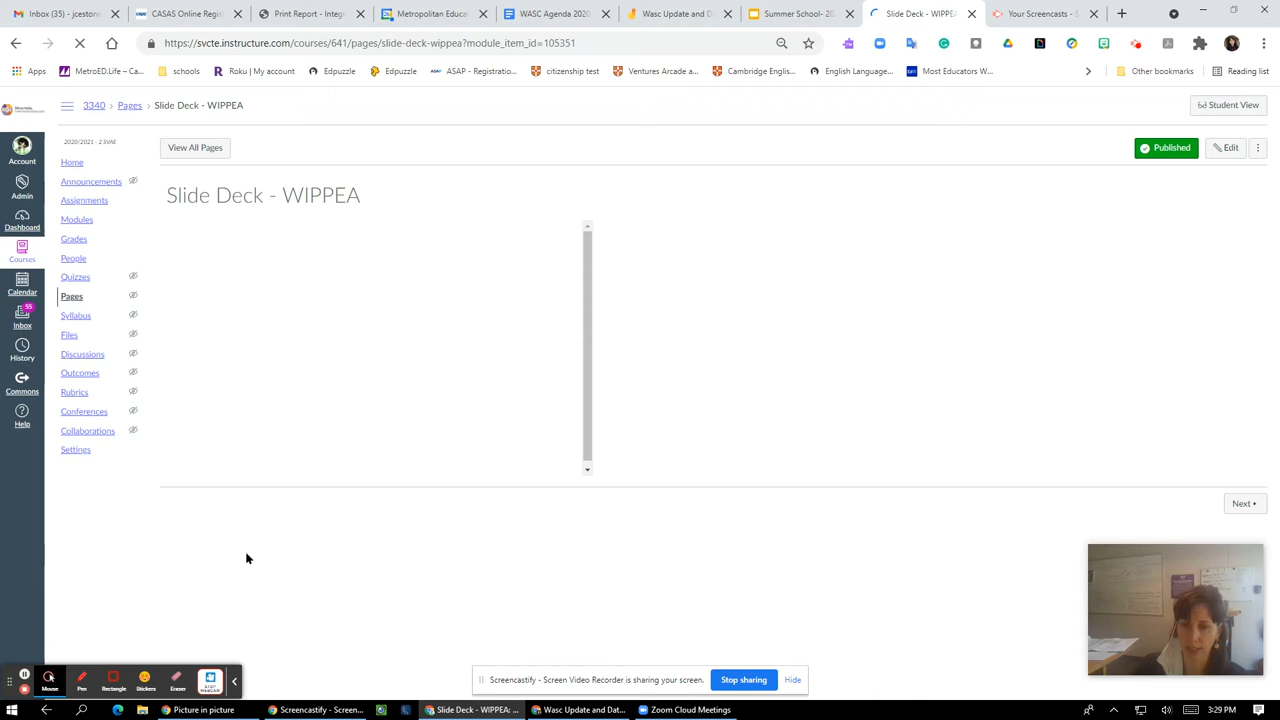 Inbox (35) - jceston
CASAS Online Regis
Print Report - Integr
Metropolitan Educat
WASC Agenda 2020
Wasc Update and D
Summer School- 20
Slide Deck - WIPPEA
Your Screencasts - S
svcte.instructure.com/courses/641/pages/slide-deck-wippea?module_item_id=105351
Apps
MetroED.Life – Ca...
schools
Roku | My account
Edpuzzle
Edpuzzle
ASAP - Registratio...
citizenship test
Ventures Arcade a...
Cambridge Englis...
English Language...
Most Educators W...
Other bookmarks
Reading list
3340 › Pages › Slide Deck - WIPPEA
Student View
2020/2021 - 2 SVAE
View All Pages
Published
Edit
Account
Admin
Dashboard
Courses
Calendar
55
Inbox
History
Commons
Help
Home
Announcements
Assignments
Modules
Grades
People
Quizzes
Pages
Syllabus
Files
Discussions
Outcomes
Rubrics
Conferences
Collaborations
Settings
Slide Deck - WIPPEA
Next
Mouse
Pen
Rectangle
Stickers
Eraser
Screencastify - Screen Video Recorder is sharing your screen.
Stop sharing
Hide
Picture in picture
Screencastify - Screen...
Slide Deck - WIPPEA:...
Wasc Update and Dat...
Zoom Cloud Meetings
3:29 PM